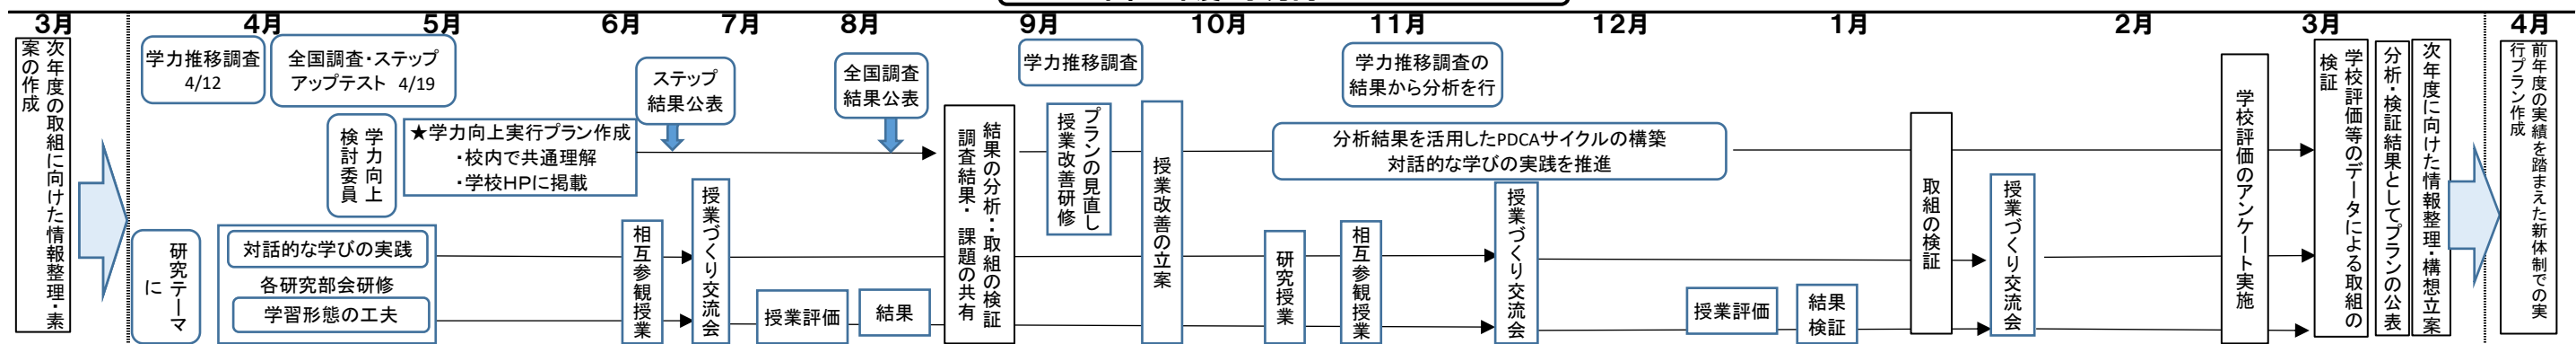 3月
4月
5月
6月
7月
8月
9月
10月
11月
12月
1月
2月
3月
4月
次年度の取組に向けた情報整理・素
案の作成
学力推移調査
4/12
全国調査・ステップ
アップテスト 4/19
学力向上
検討委員
★学力向上実行プラン作成
・校内で共通理解
・学校HPに掲載
研究テーマ
に
対話的な学びの実践
各研究部会研修
学習形態の工夫
ステップ
結果公表
相互参観授業
授業づくり交流会
授業評価
結果
全国調査
結果公表
結果の分析・:・取組の検証
調査結果・ 課題の共有
学力推移調査
プランの見直し
授業改善研修
授業改善の立案
学力推移調査の
結果から分析を行
分析結果を活用したPDCAサイクルの構築
対話的な学びの実践を推進
研究授業
相互参観授業
授業づくり交流会
授業評価
結果
検証
取組の検証
授業づくり交流会
学校評価のアンケート実施
学校評価等のデータによる取組の
検証
分析・検証結果としてプランの公表
次年度に向けた情報整理・構想立案
前年度の実績を踏まえた新体制での実
行プラン作成